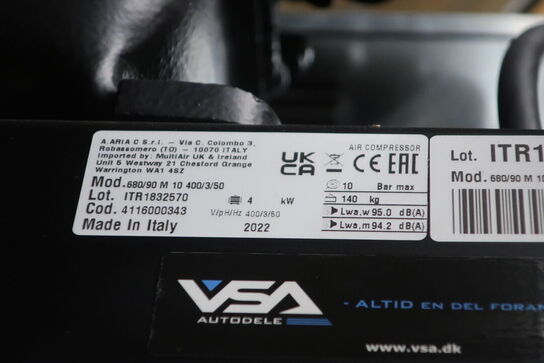 A.ARIA C S.r.l. - Via C. Colombo 3,
Robassomero (TO) - 10070 ITALY
Imported by: MultiAir UK & Ireland
Unit 5 Westway 21 Chesford Grange
Warrington WA1 4SZ
Mod. 680/90 M 10 400/3/50
Lot. ITR1832570
Cod. 4116000343
Made In Italy
4 kW
V/pH/Hz 400/3/50
2022
UK CA
AIR COMPRESSOR
CE EAC
10 Bar max
140 kg
Lwa,w 95.0 dB(A)
Lwa,m 94.2 dB(A)
Lot. ITR1
Mod. 680/90 M 10
VSA
AUTODELE
- ALTID EN DEL FORAN
www.vsa.dk